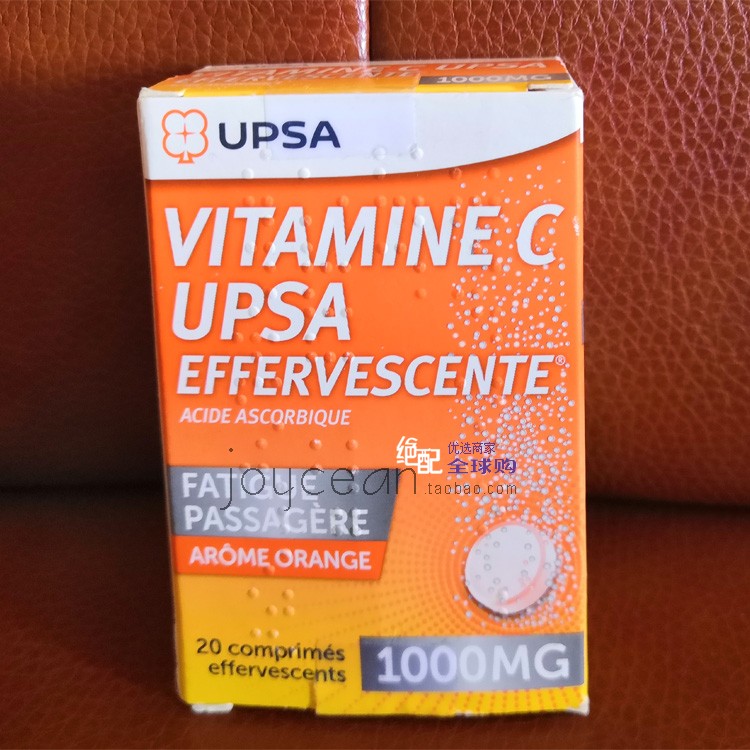 VITAMINE C UPSA
1000MG
UPSA
VITAMINE C
UPSA
EFFERVESCENTE®
ACIDE ASCORBIQUE
绝配
优选商家
全球购
joycean.taobao.com
FATIGUE
PASSAGÈRE
ARÔME ORANGE
20 comprimés
effervescents
1000MG